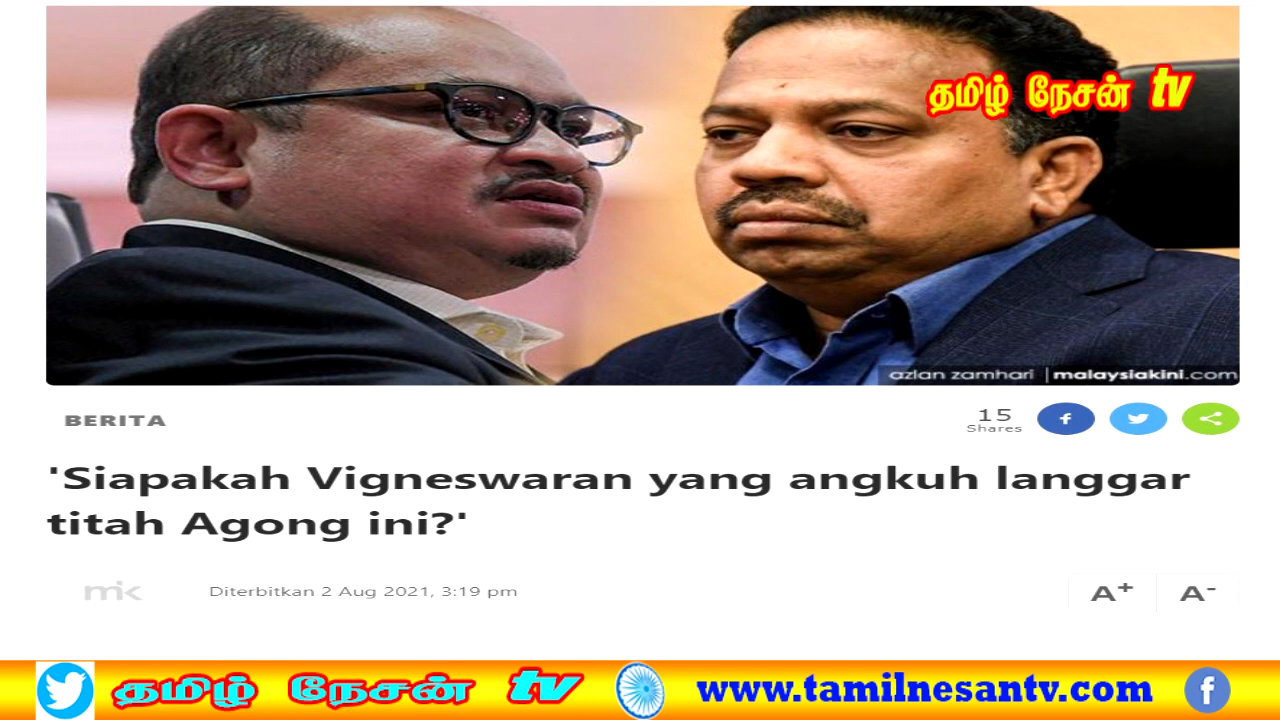 தமிழ் நேசன் tv
azlan zamhari | malaysiakini.com
BERITA
15
Shares
'Siapakah Vigneswaran yang angkuh langgar
titah Agong ini?'
mk
Diterbitkan 2 Aug 2021, 3:19 pm
A+ A-
தமிழ் நேசன் tv www.tamilnesantv.com